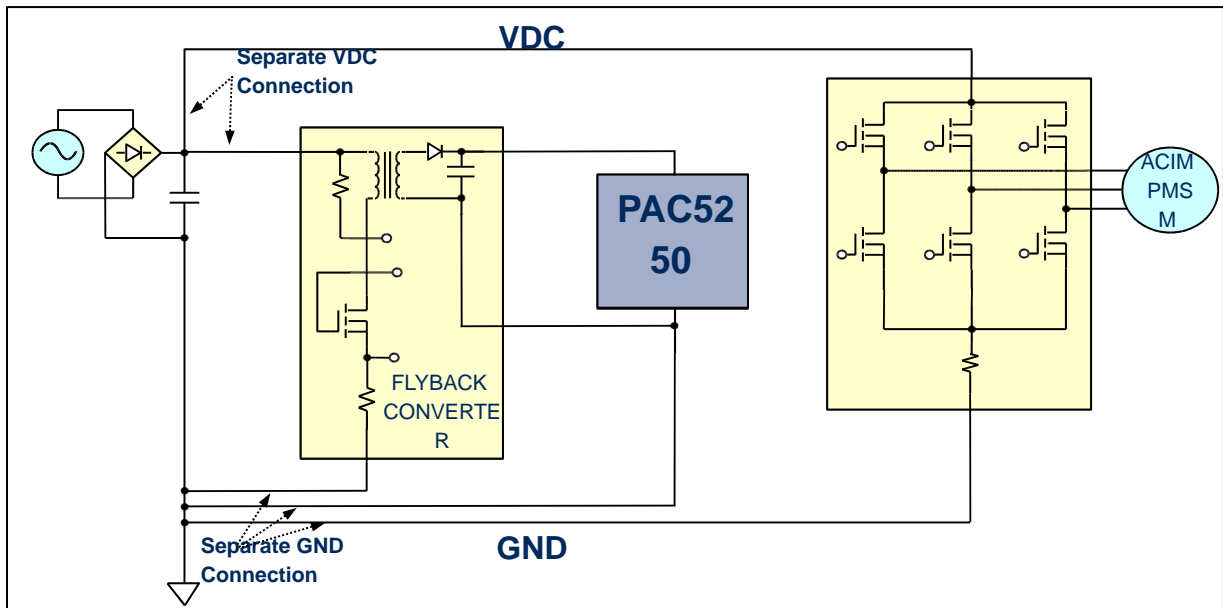 VDC
Separate VDC
Connection
PAC52
50
ACIM
PMS
M
FLYBACK
CONVERTE
R
Separate GND
Connection
GND